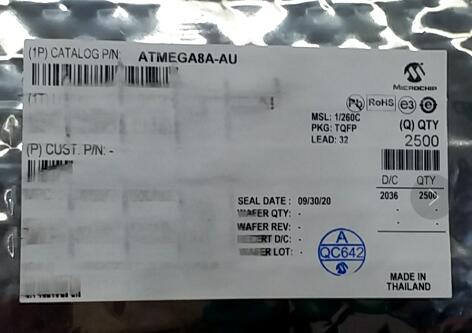 (1P) CATALOG P/N: ATMEGA8A-AU
MICROCHIP
Pb RoHS e3 e
MSL: 1/260C
PKG: TQFP
LEAD: 32
(Q) QTY
2500
(P) CUST. P/N: -
D/C QTY
2036 2500
SEAL DATE : 09/30/20
WAFER QTY: -
WAFER REV: -
D/C: -
WAFER LOT: -
A
QC642
MADE IN
THAILAND